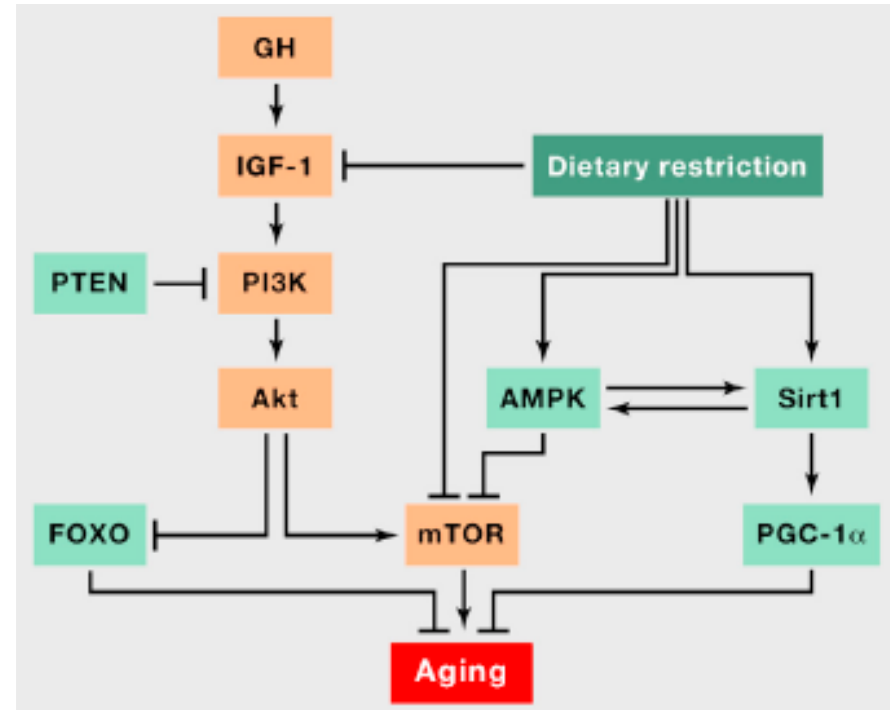 GH
IGF-1
Dietary restriction
PTEN
PI3K
Akt
AMPK
Sirt1
FOXO
mTOR
PGC-1α
Aging